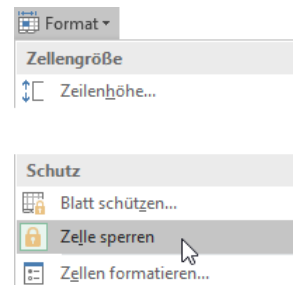 Format
Zellengröße
Zeilenhöhe...
Schutz
Blatt schützen...
Zelle sperren
Zellen formatieren...